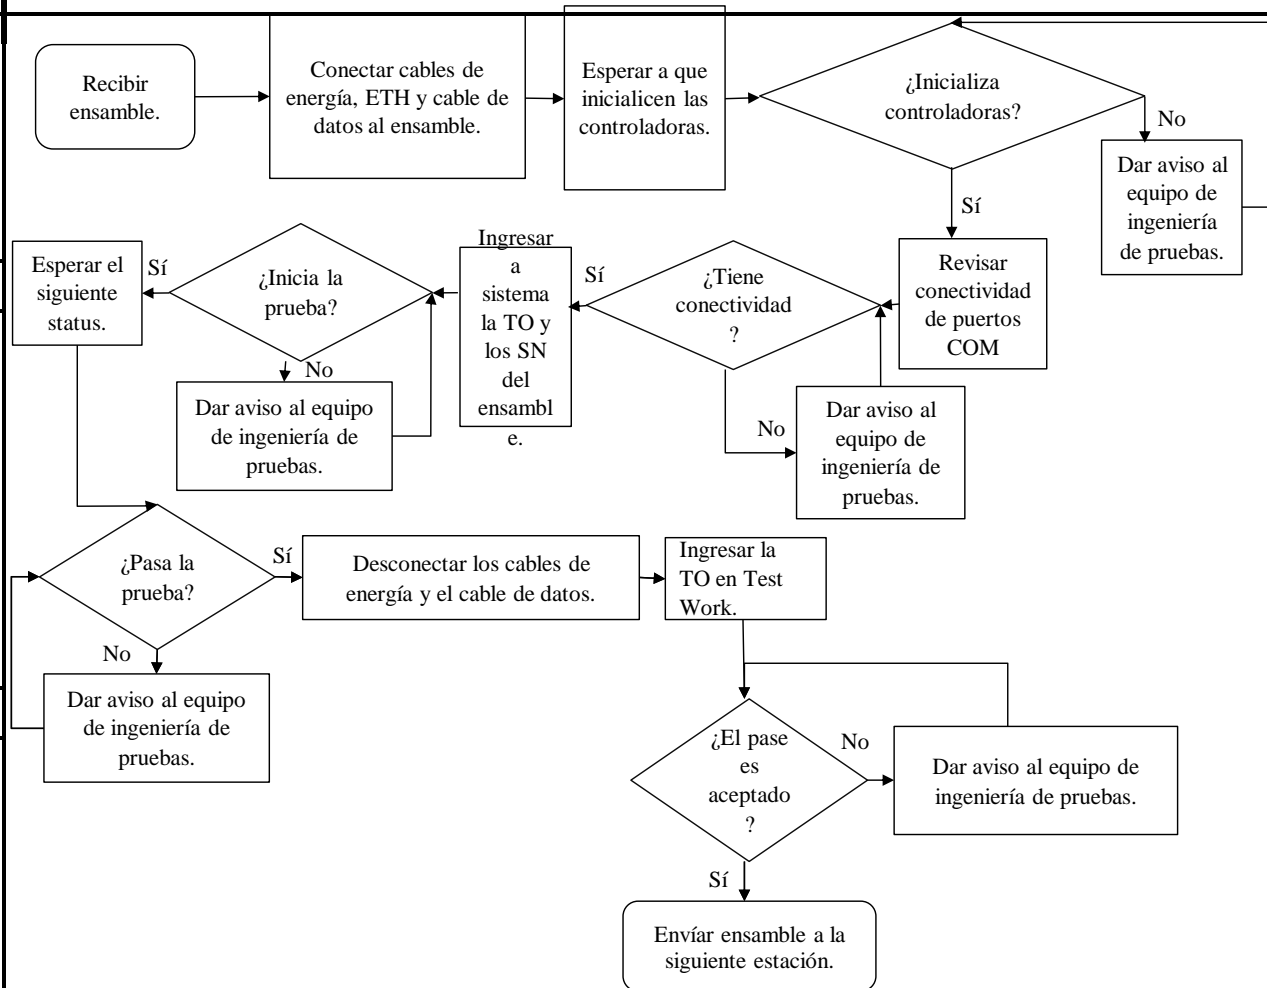 Recibir
ensamble.
Conectar cables de
energía, ETH y cable de
datos al ensamble.
Esperar a que
inicialicen las
controladoras.
¿Inicializa
controladoras?
No
Dar aviso al
equipo de
ingeniería
de pruebas.
Sí
Revisar
conectividad
de puertos
COM
¿Tiene
conectividad
?
No
Dar aviso al
equipo de
ingeniería de
pruebas.
Sí
Ingresar
a
sistema
la TO y
los SN
del
ensambl
e.
¿Inicia la
prueba?
No
Dar aviso al equipo
de ingeniería de
pruebas.
Sí
Esperar el
siguiente
status.
¿Pasa la
prueba?
No
Dar aviso al equipo
de ingeniería de
pruebas.
Sí
Desconectar los cables de
energía y el cable de datos.
Ingresar la
TO en Test
Work.
¿El pase
es
aceptado
?
No
Dar aviso al equipo de
ingeniería de pruebas.
Sí
Envíar ensamble a la
siguiente estación.